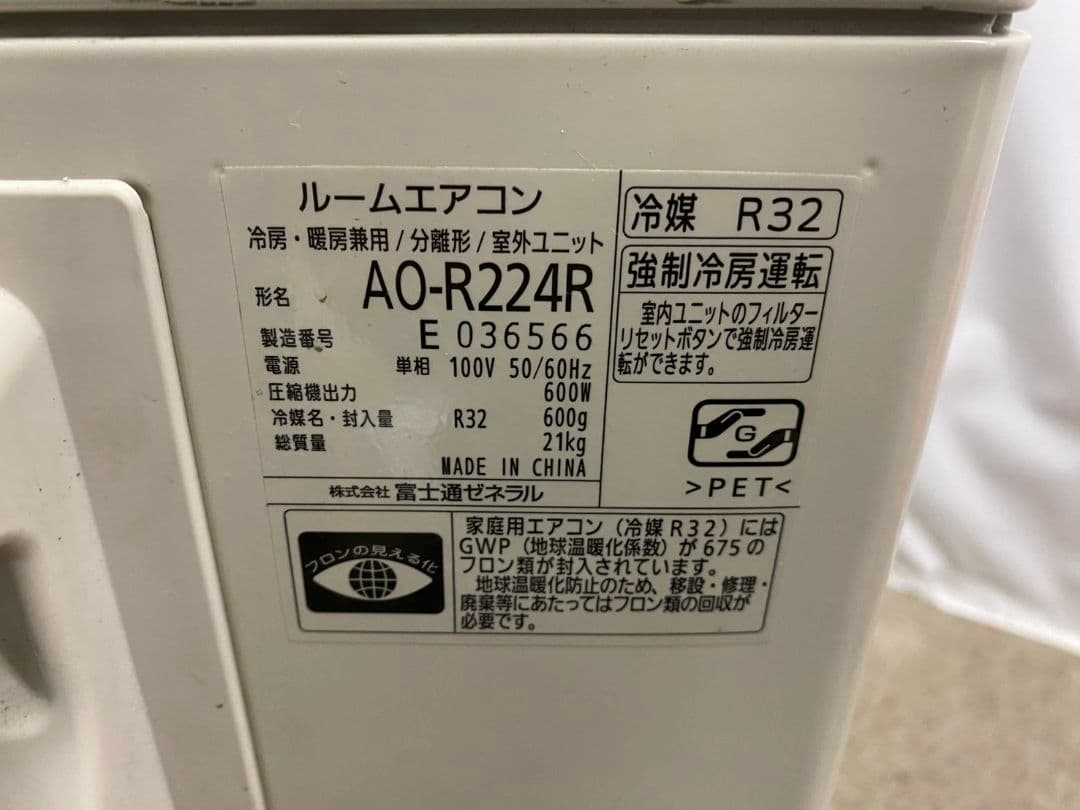 ルームエアコン
冷房・暖房兼用/分離形/室外ユニット
形名 AO-R224R
製造番号 E 036566
電源 単相 100V 50/60Hz
圧縮機出力 600W
冷媒名・封入量 R32 600g
総質量 21kg
MADE IN CHINA
株式会社 富士通ゼネラル
冷媒 R32
強制冷房運転
室内ユニットのフィルター
リセットボタンで強制冷房運
転ができます。
G
>PET<
フロンの見える化
家庭用エアコン(冷媒R32)には
GWP(地球温暖化係数)が675の
フロン類が封入されています。
地球温暖化防止のため、移設・修理・
廃棄等にあたってはフロン類の回収が
必要です。